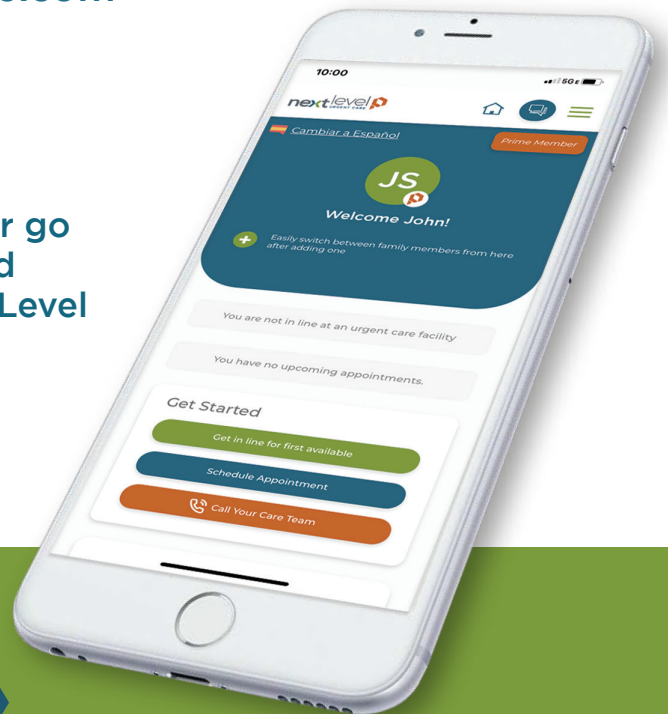 10:00
5G E
next level
URGENT CARE
Cambiar a Español
Prime Member
JS
Welcome John!
Easily switch between family members from here
after adding one
r go
d
Level
You are not in line at an urgent care facility
You have no upcoming appointments.
Get Started
Get in line for first available
Schedule Appointment
Call Your Care Team